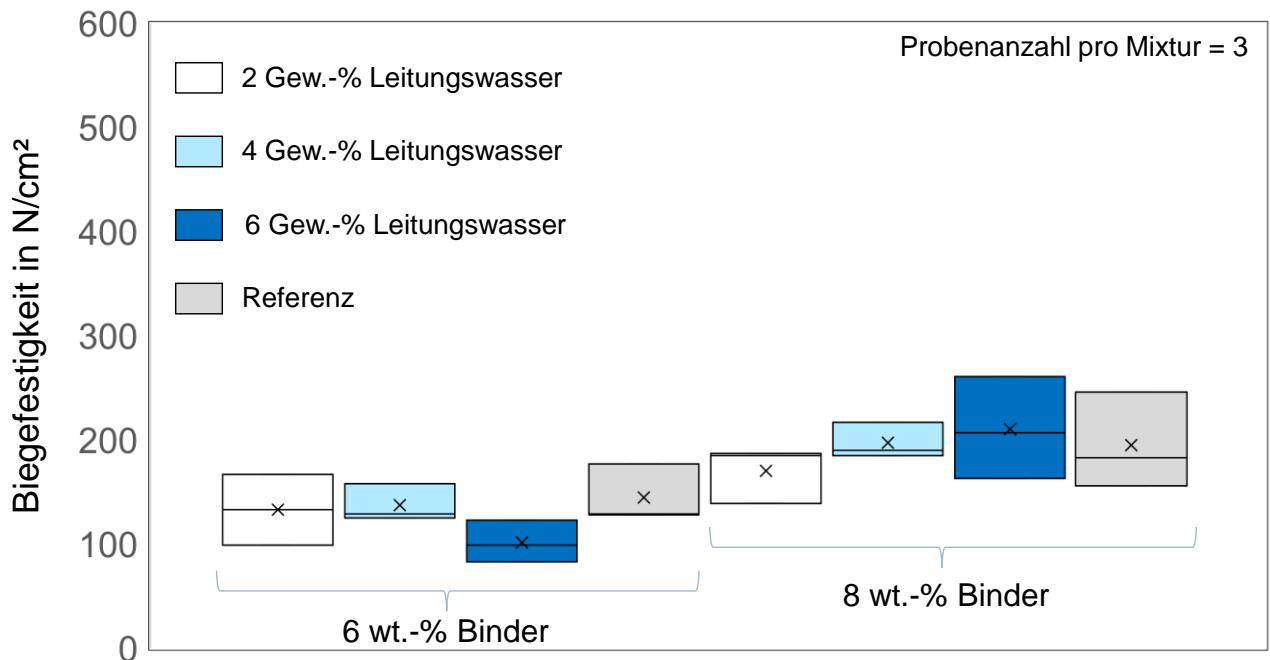 600
500
400
300
200
100
0
Biegefestigkeit in N/cm²
Probenanzahl pro Mixtur = 3
2 Gew.-% Leitungswasser
4 Gew.-% Leitungswasser
6 Gew.-% Leitungswasser
Referenz
6 wt.-% Binder
8 wt.-% Binder